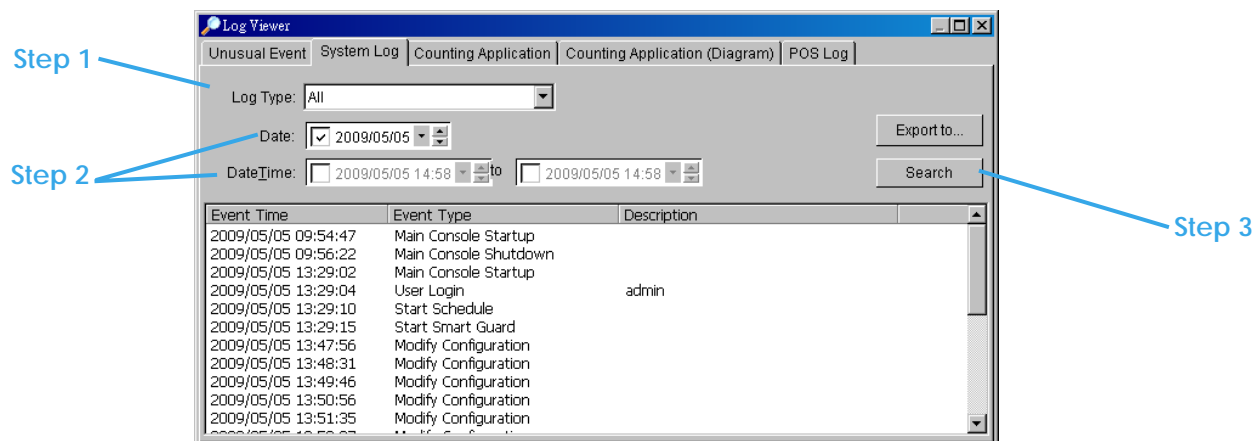 Log Viewer
Unusual Event System Log Counting Application Counting Application (Diagram) POS Log
Step 1
Log Type: All
Date: 2009/05/05
Export to...
Step 2
DateTime: 2009/05/05 14:58 to 2009/05/05 14:58
Search
Step 3
Event Time Event Type Description
2009/05/05 09:54:47 Main Console Startup
2009/05/05 09:56:22 Main Console Shutdown
2009/05/05 13:29:02 Main Console Startup
2009/05/05 13:29:04 User Login admin
2009/05/05 13:29:10 Start Schedule
2009/05/05 13:29:15 Start Smart Guard
2009/05/05 13:47:56 Modify Configuration
2009/05/05 13:48:31 Modify Configuration
2009/05/05 13:49:46 Modify Configuration
2009/05/05 13:50:56 Modify Configuration
2009/05/05 13:51:35 Modify Configuration